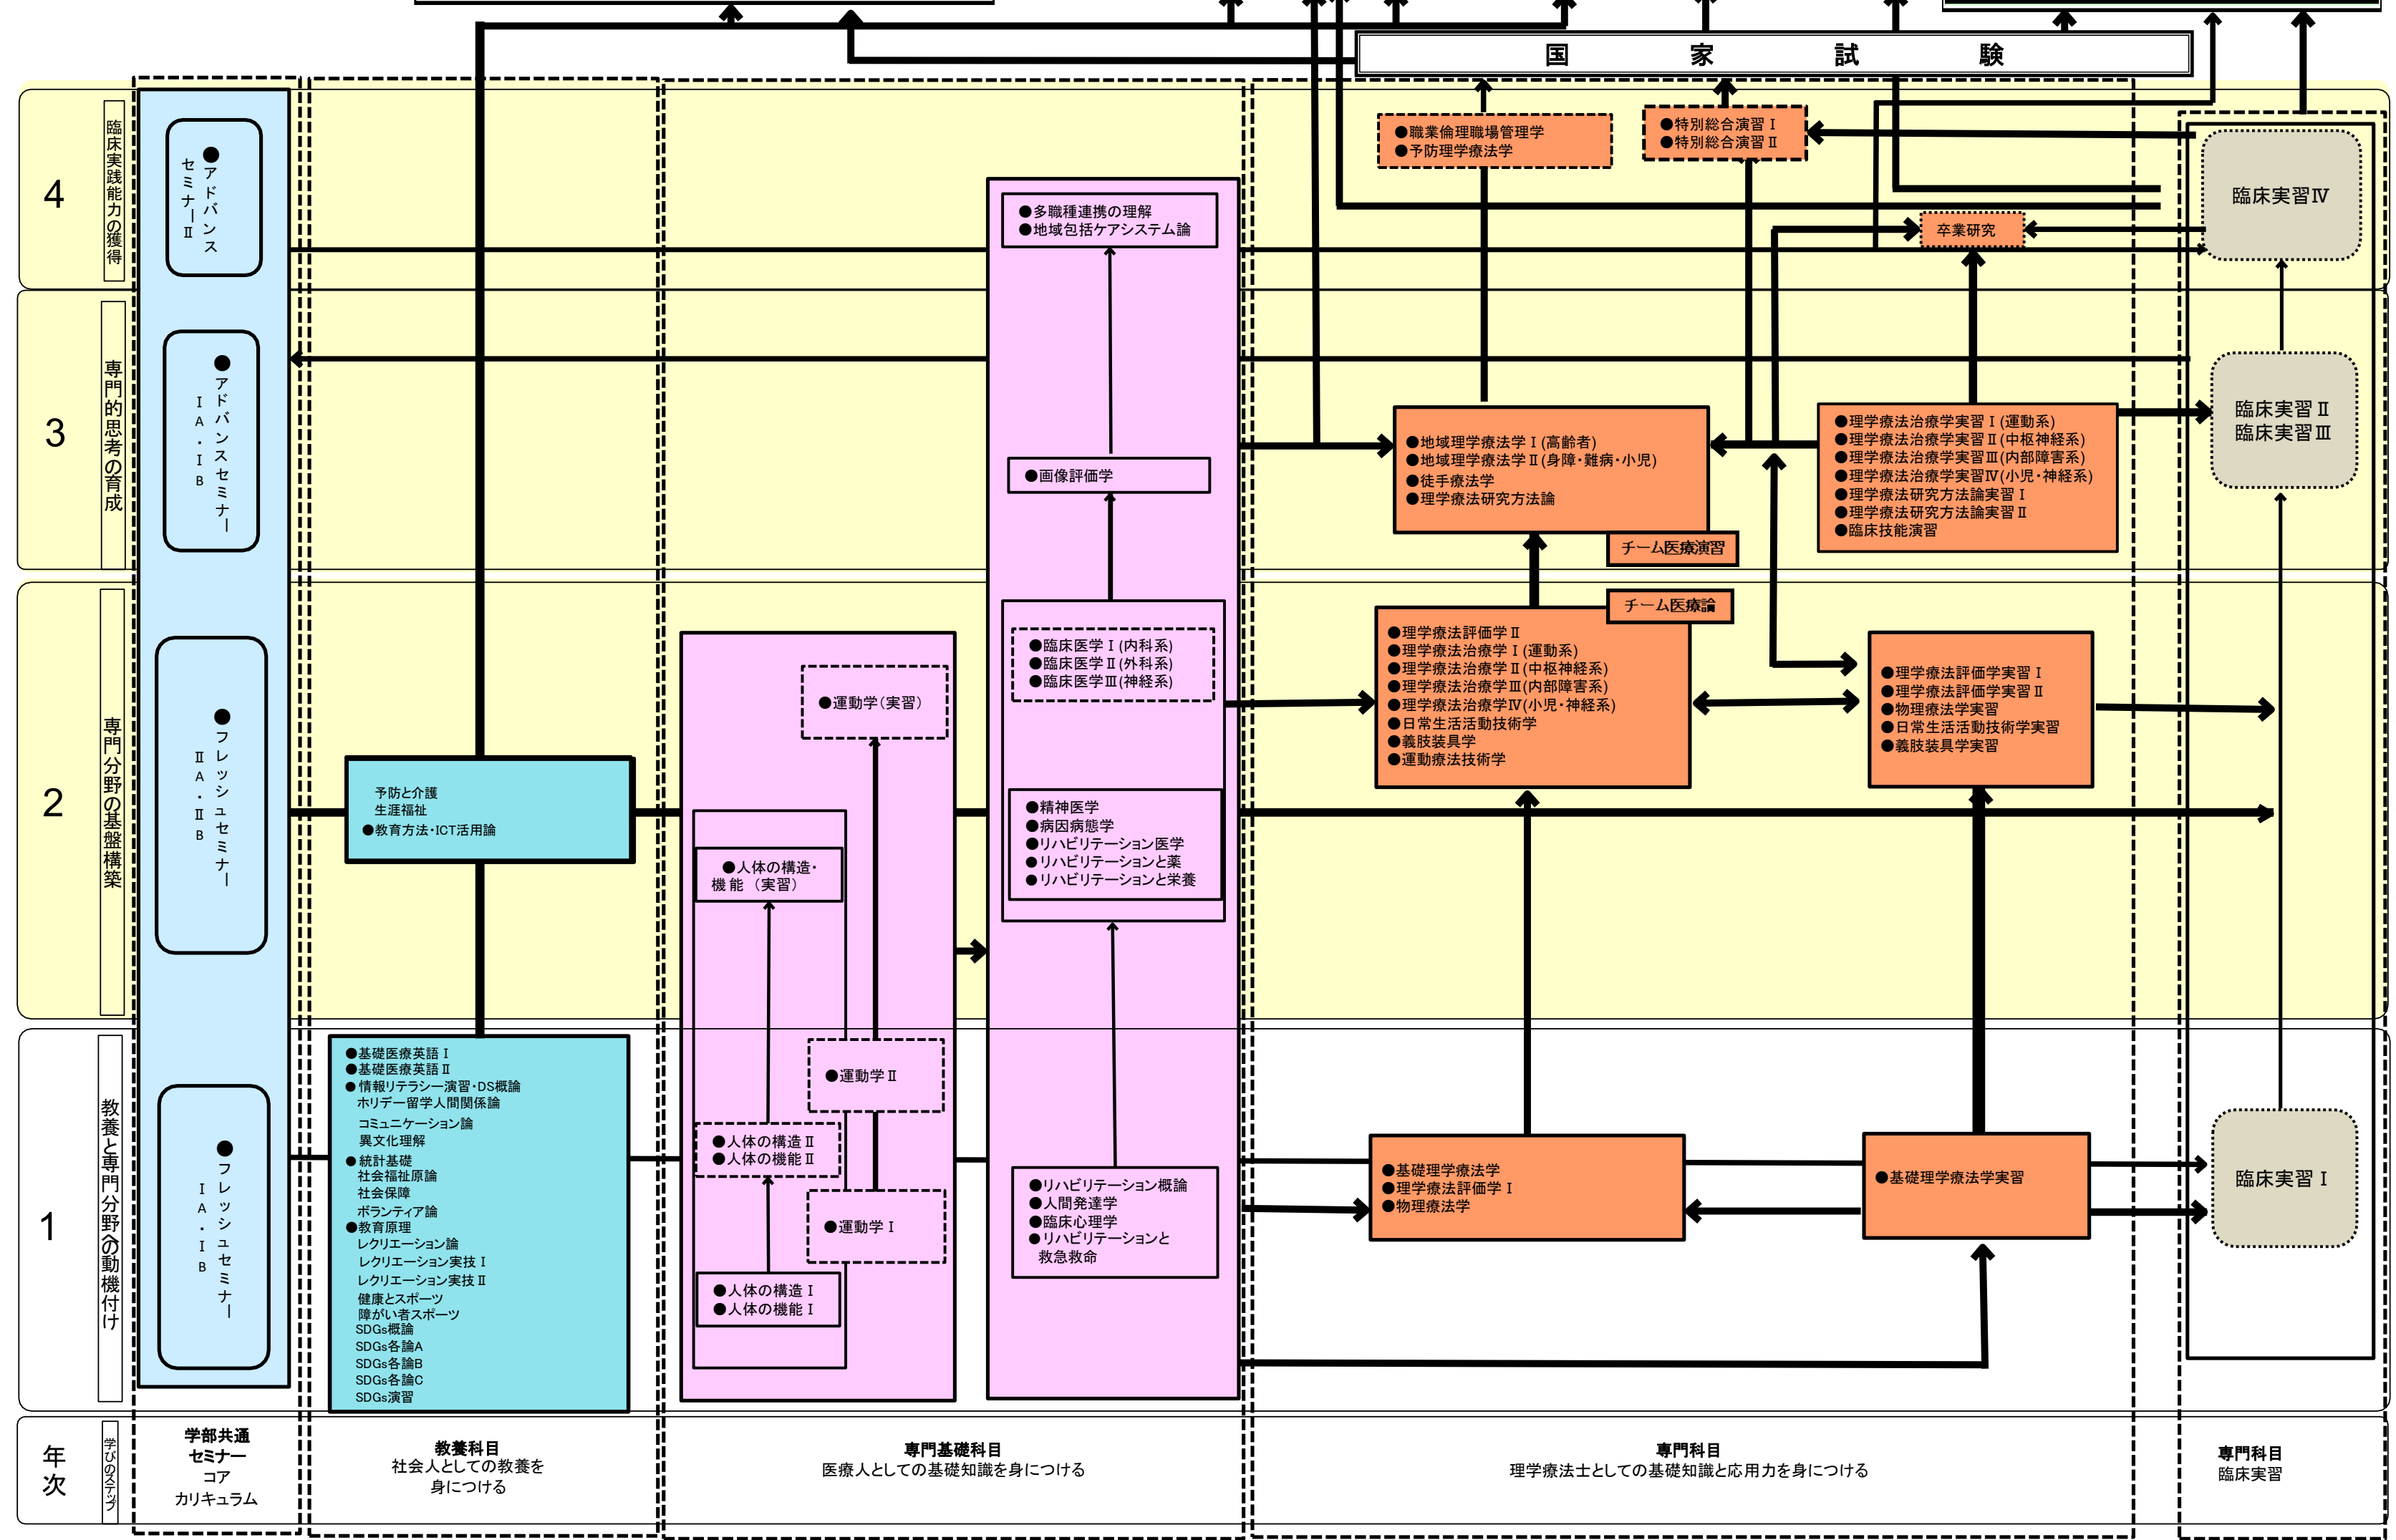 国家試験
4
臨床実践能力の獲得
●アドバンス
セミナーⅡ
●職業倫理職場管理学
●予防理学療法学
●特別総合演習Ⅰ
●特別総合演習Ⅱ
●多職種連携の理解
●地域包括ケアシステム論
卒業研究
臨床実習Ⅳ
3
専門的思考の育成
●アドバンスセミナー
ⅠA・ⅠB
●画像評価学
●地域理学療法学Ⅰ(高齢者)
●地域理学療法学Ⅱ(身障・難病・小児)
●徒手療法学
●理学療法研究方法論
チーム医療演習
●理学療法治療学実習Ⅰ(運動系)
●理学療法治療学実習Ⅱ(中枢神経系)
●理学療法治療学実習Ⅲ(内部障害系)
●理学療法治療学実習Ⅳ(小児・神経系)
●理学療法研究方法論実習Ⅰ
●理学療法研究方法論実習Ⅱ
●臨床技能演習
臨床実習Ⅱ
臨床実習Ⅲ
2
専門分野の基盤構築
●フレッシュセミナー
ⅡA・ⅡB
予防と介護
生涯福祉
●教育方法・ICT活用論
●運動学(実習)
●人体の構造・
機能（実習）
●臨床医学Ⅰ(内科系)
●臨床医学Ⅱ(外科系)
●臨床医学Ⅲ(神経系)
●精神医学
●病因病態学
●リハビリテーション医学
●リハビリテーションと薬
●リハビリテーションと栄養
チーム医療論
●理学療法評価学Ⅱ
●理学療法治療学Ⅰ(運動系)
●理学療法治療学Ⅱ(中枢神経系)
●理学療法治療学Ⅲ(内部障害系)
●理学療法治療学Ⅳ(小児・神経系)
●日常生活活動技術学
●義肢装具学
●運動療法技術学
●理学療法評価学実習Ⅰ
●理学療法評価学実習Ⅱ
●物理療法学実習
●日常生活活動技術学実習
●義肢装具学実習
1
教養と専門分野への動機付け
●フレッシュセミナー
ⅠA・ⅠB
●基礎医療英語Ⅰ
●基礎医療英語Ⅱ
●情報リテラシー演習・DS概論
ホリデー留学人間関係論
コミュニケーション論
異文化理解
●統計基礎
社会福祉原論
社会保障
ボランティア論
●教育原理
レクリエーション論
レクリエーション実技Ⅰ
レクリエーション実技Ⅱ
健康とスポーツ
障がい者スポーツ
SDGs概論
SDGs各論A
SDGs各論B
SDGs各論C
SDGs演習
●運動学Ⅱ
●人体の構造Ⅱ
●人体の機能Ⅱ
●運動学Ⅰ
●人体の構造Ⅰ
●人体の機能Ⅰ
●リハビリテーション概論
●人間発達学
●臨床心理学
●リハビリテーションと
救急救命
●基礎理学療法学
●理学療法評価学Ⅰ
●物理療法学
●基礎理学療法学実習
臨床実習Ⅰ
年次
学びのステップ
学部共通
セミナー
コア
カリキュラム
教養科目
社会人としての教養を
身につける
専門基礎科目
医療人としての基礎知識を身につける
専門科目
理学療法士としての基礎知識と応用力を身につける
専門科目
臨床実習